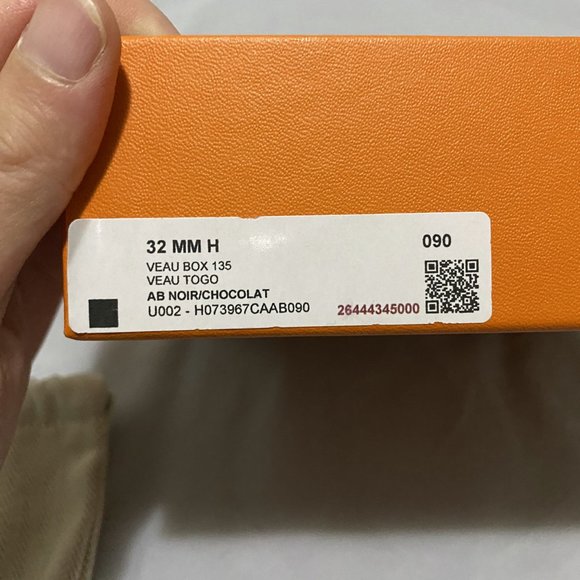 32 MM H 090
VEAU BOX 135
VEAU TOGO
AB NOIR/CHOCOLAT
U002 - H073967CAAB090 26444345000